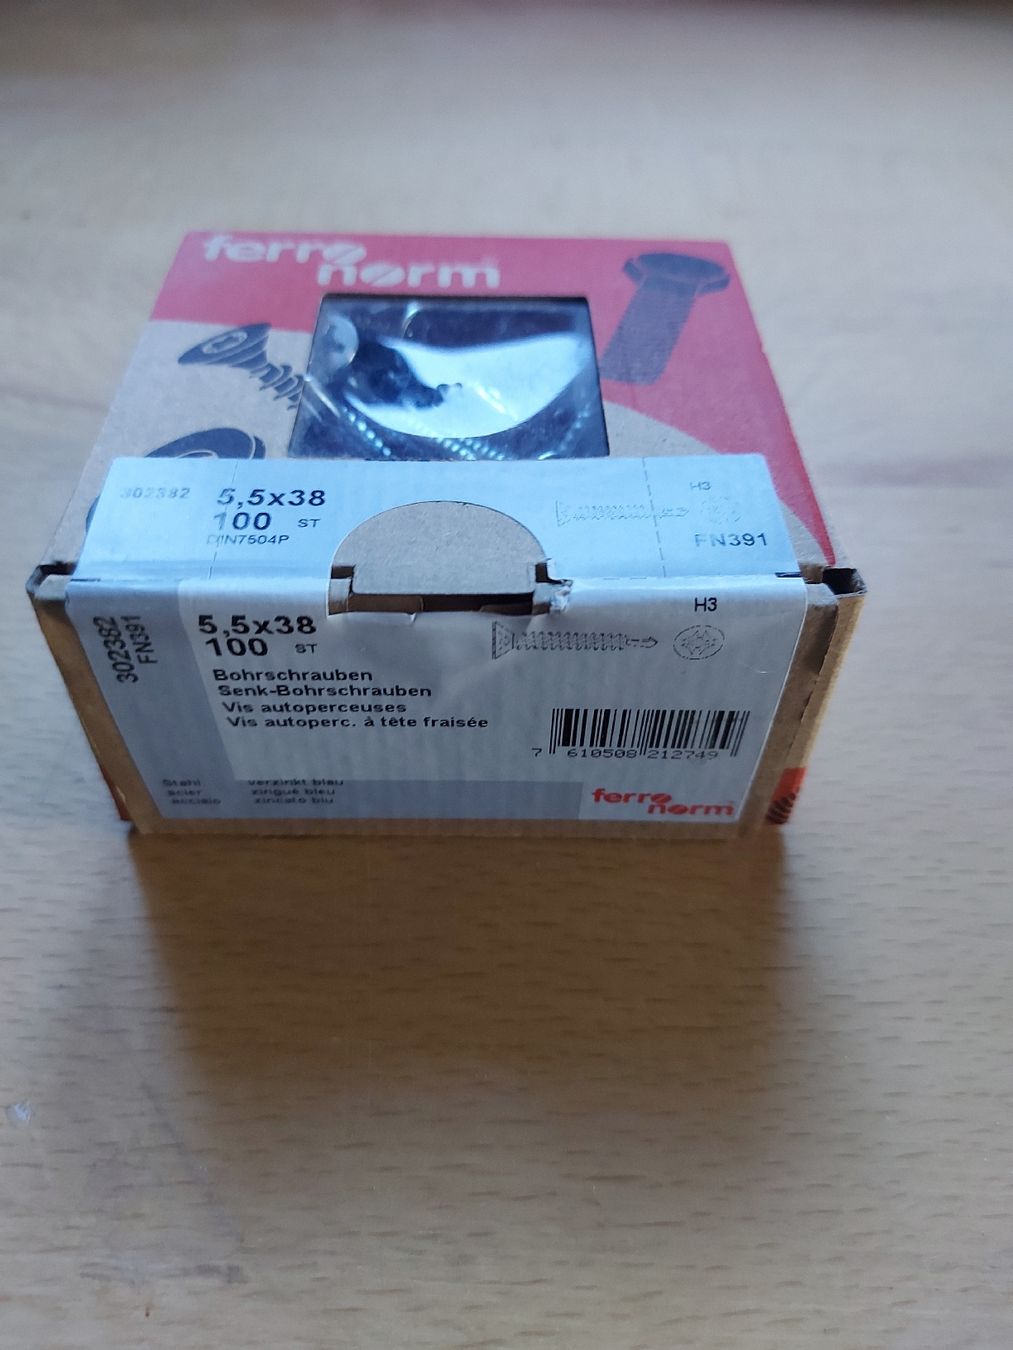 ferro
norm
302382
5,5x38
100 ST
DIN7504P
H3
FN391
302382
FN391
5,5x38
100 ST
H3
Bohrschrauben
Senk-Bohrschrauben
Vis autoperceuses
Vis autoperc. à tête fraisée
7 610508 212749
Stahl verzinkt blau
acier zingué bleu
acciaio zincato blu
ferro
norm